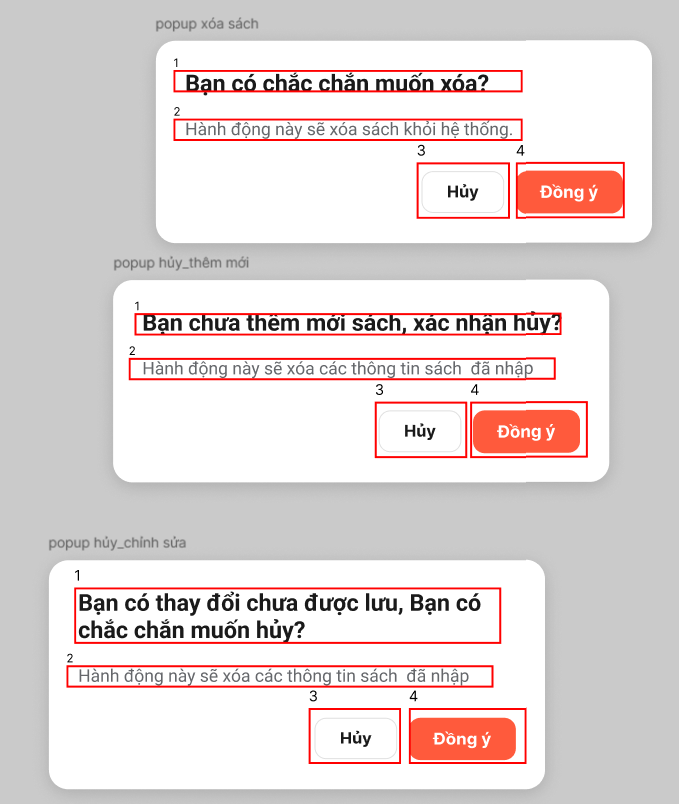 popup xóa sách
1
Bạn có chắc chắn muốn xóa?
2
Hành động này sẽ xóa sách khỏi hệ thống.
3 4
Hủy Đồng ý
popup hủy_thêm mới
1
Bạn chưa thêm mới sách, xác nhận hủy?
2
Hành động này sẽ xóa các thông tin sách đã nhập
3 4
Hủy Đồng ý
popup hủy_chỉnh sửa
1
Bạn có thay đổi chưa được lưu, Bạn có
chắc chắn muốn hủy?
2
Hành động này sẽ xóa các thông tin sách đã nhập
3 4
Hủy Đồng ý